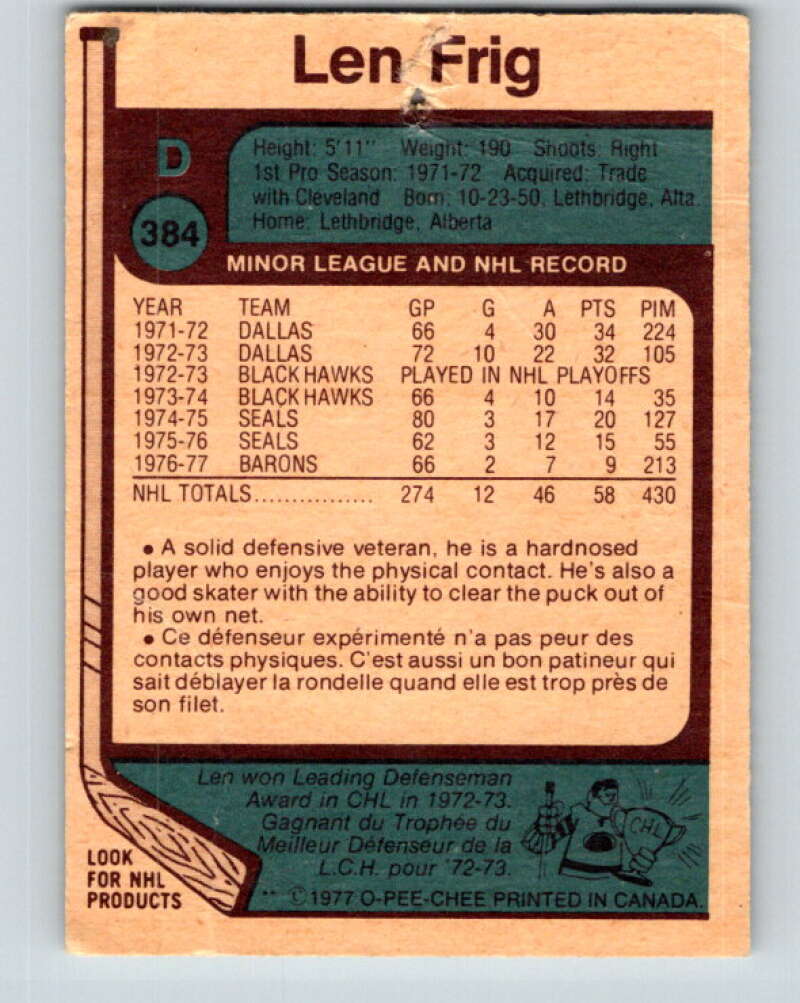 Len Frig
D
384
Height: 5'11" Weight: 190 Shoots: Right
1st Pro Season: 1971-72 Acquired: Trade
with Cleveland Born: 10-23-50, Lethbridge, Alta.
Home: Lethbridge, Alberta
MINOR LEAGUE AND NHL RECORD
YEAR TEAM GP G A PTS PIM
1971-72 DALLAS 66 4 30 34 224
1972-73 DALLAS 72 10 22 32 105
1972-73 BLACK HAWKS PLAYED IN NHL PLAYOFFS
1973-74 BLACK HAWKS 66 4 10 14 35
1974-75 SEALS 80 3 17 20 127
1975-76 SEALS 62 3 12 15 55
1976-77 BARONS 66 2 7 9 213
NHL TOTALS................ 274 12 46 58 430
• A solid defensive veteran, he is a hardnosed
player who enjoys the physical contact. He's also a
good skater with the ability to clear the puck out of
his own net.
• Ce défenseur expérimenté n'a pas peur des
contacts physiques. C'est aussi un bon patineur qui
sait déblayer la rondelle quand elle est trop près de
son filet.
Len won Leading Defenseman
Award in CHL in 1972-73.
Gagnant du Trophée du
Meilleur Défenseur de la
L.C.H. pour '72-73.
CHL
LOOK
FOR NHL
PRODUCTS
** ©1977 O-PEE-CHEE PRINTED IN CANADA.